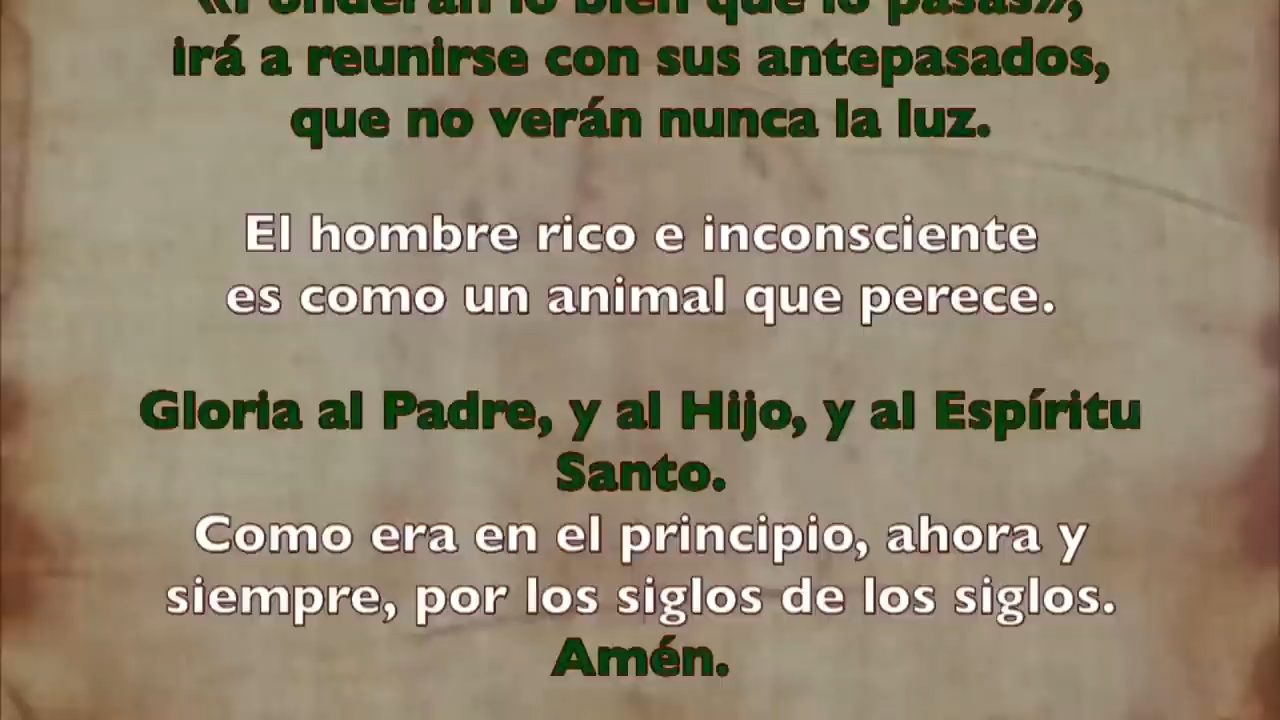 «Ponderan lo bien que lo pasas»,
irá a reunirse con sus antepasados,
que no verán nunca la luz.
El hombre rico e inconsciente
es como un animal que perece.
Gloria al Padre, y al Hijo, y al Espíritu
Santo.
Como era en el principio, ahora y
siempre, por los siglos de los siglos.
Amén.